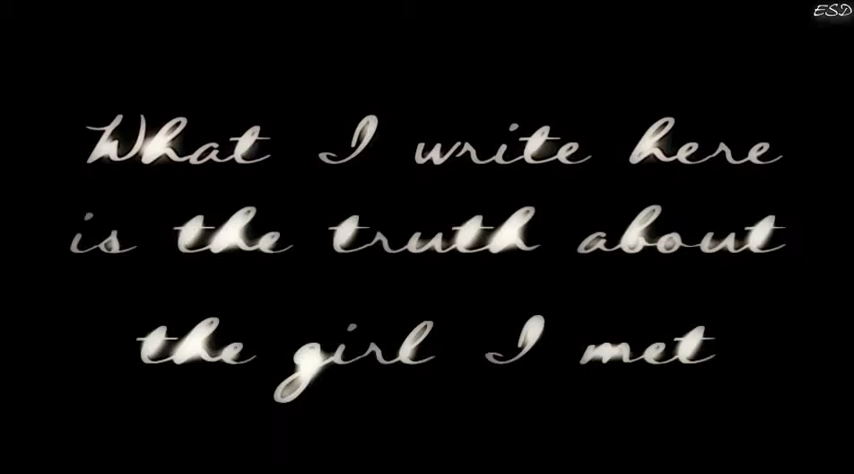 ESD
What I write here
is the truth about
the girl I met